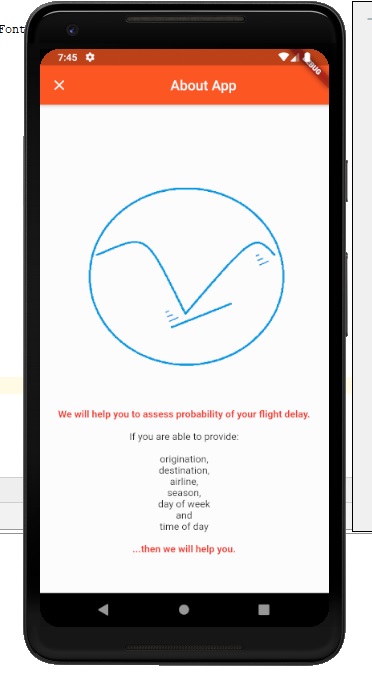 Font
7:45
About App
We will help you to assess probability of your flight delay.
If you are able to provide:
origination,
destination,
airline,
season,
day of week
and
time of day
...then we will help you.